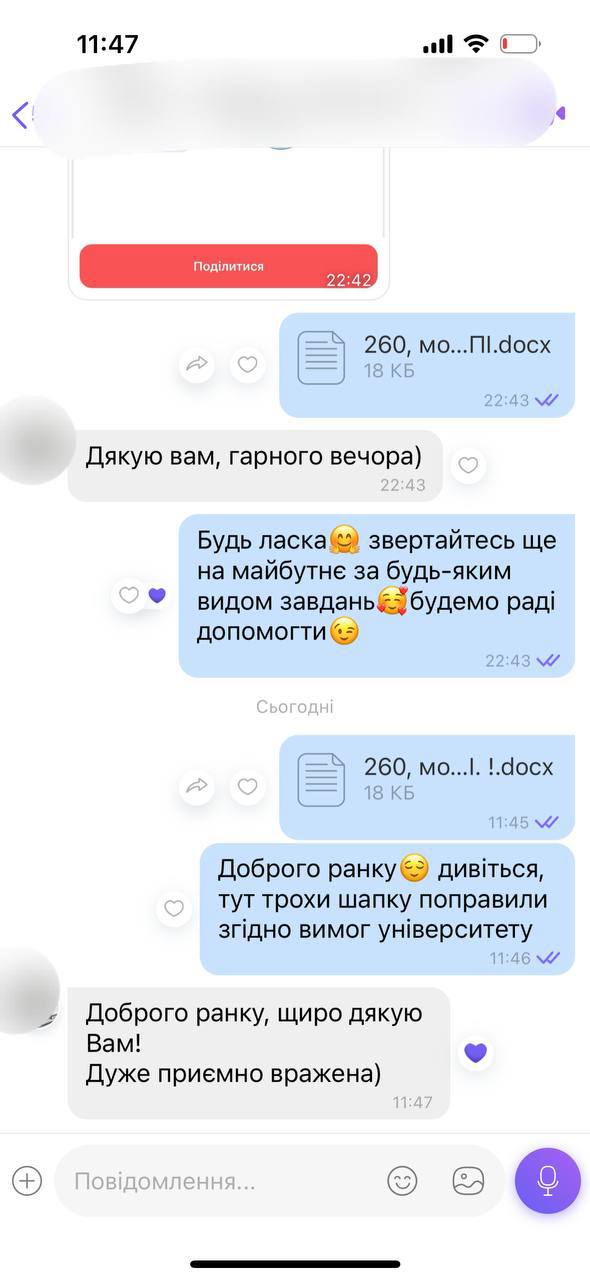 11:47
Поділитися
22:42
260, мо...ПІ.docx
18 КБ
22:43
Дякую вам, гарного вечора)
22:43
Будь ласка🤗 звертайтесь ще
на майбутнє за будь-яким
видом завдань🥰будемо раді
допомогти😉
22:43
Сьогодні
260, мо...І. !.docx
18 КБ
11:45
Доброго ранку😌 дивіться,
тут трохи шапку поправили
згідно вимог університету
11:46
Доброго ранку, щиро дякую
Вам!
Дуже приємно вражена)
11:47
Повідомлення...